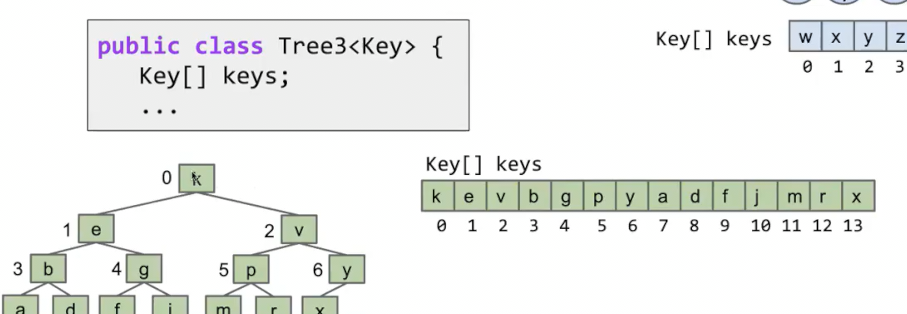 public class Tree3<Key> {
Key[] keys;
...
Key[] keys
w x y z
0 1 2 3
0 k
1 e 2 v
3 b 4 g 5 p 6 y
a d f j m r x
Key[] keys
k e v b g p y a d f j m r x
0 1 2 3 4 5 6 7 8 9 10 11 12 13